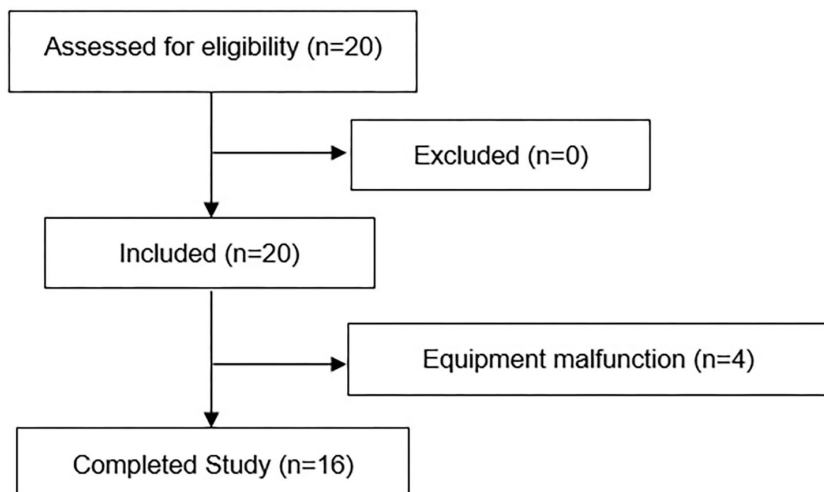 Assessed for eligibility (n=20)
Excluded (n=0)
Included (n=20)
Equipment malfunction (n=4)
Completed Study (n=16)